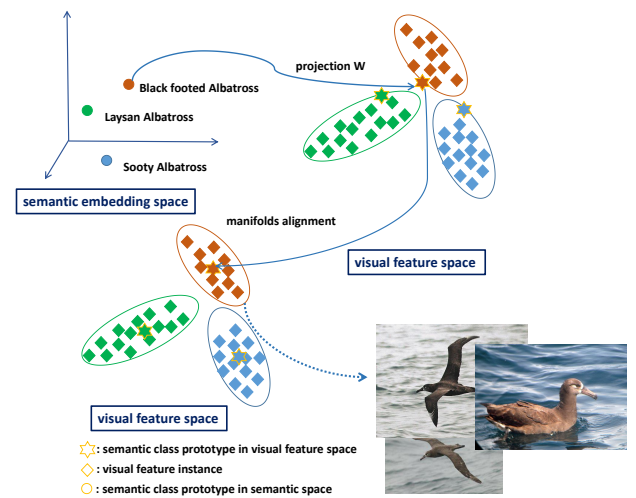 projection W
Black footed Albatross
Laysan Albatross
Sooty Albatross
semantic embedding space
manifolds alignment
visual feature space
visual feature space
: semantic class prototype in visual feature space
: visual feature instance
: semantic class prototype in semantic space